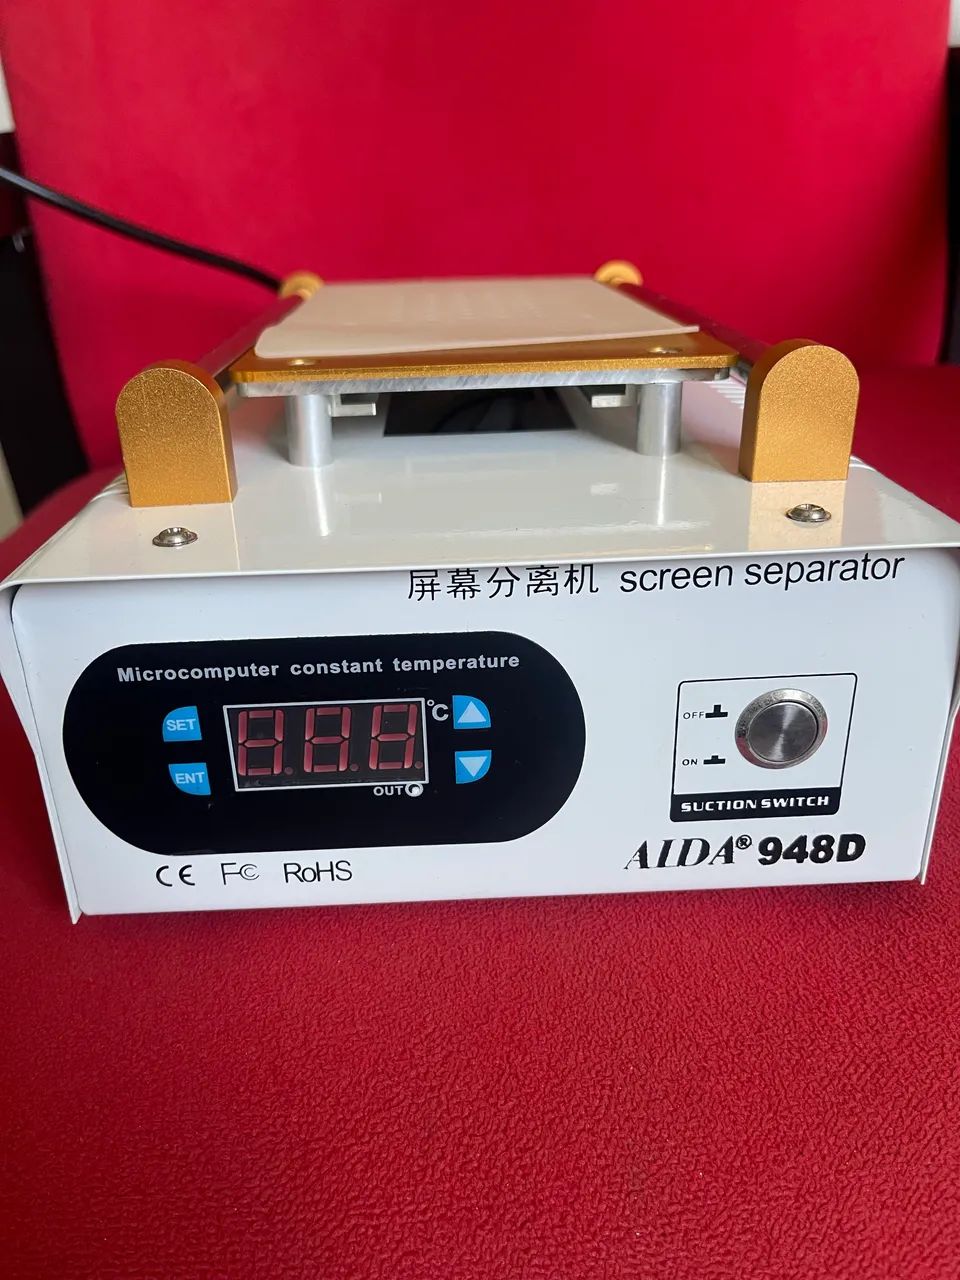 屏幕分离机 screen separator
Microcomputer constant temperature
SET
°C
ENT
OUT
OFF
ON
SUCTION SWITCH
AIDA® 948D
CE FC RoHS